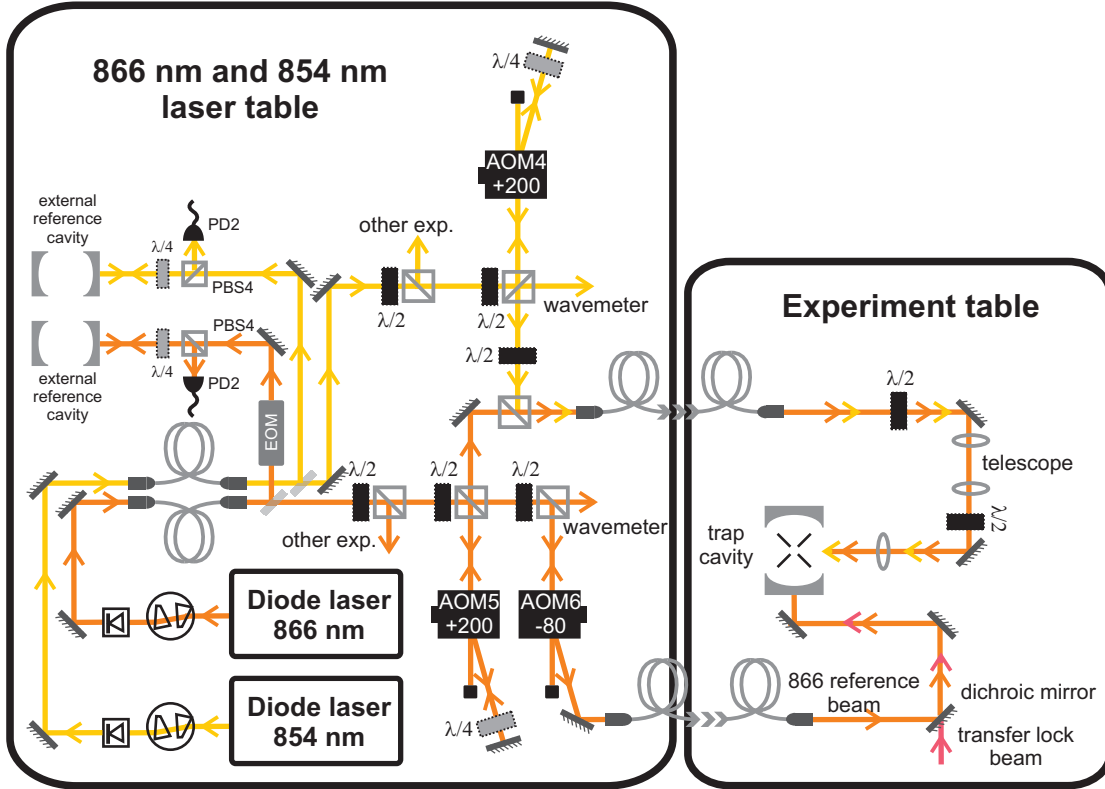 866 nm and 854 nm
laser table
λ/4
AOM4
+200
external
reference
cavity
PD2
λ/4
PBS4
other exp.
λ/2
λ/2
wavemeter
PBS4
λ/4
PD2
external
reference
cavity
λ/2
EOM
λ/2
λ/2
λ/2
other exp.
wavemeter
Diode laser
866 nm
AOM5
+200
AOM6
-80
Diode laser
854 nm
λ/4
Experiment table
λ/2
telescope
λ/2
trap
cavity
866 reference
beam
dichroic mirror
transfer lock
beam